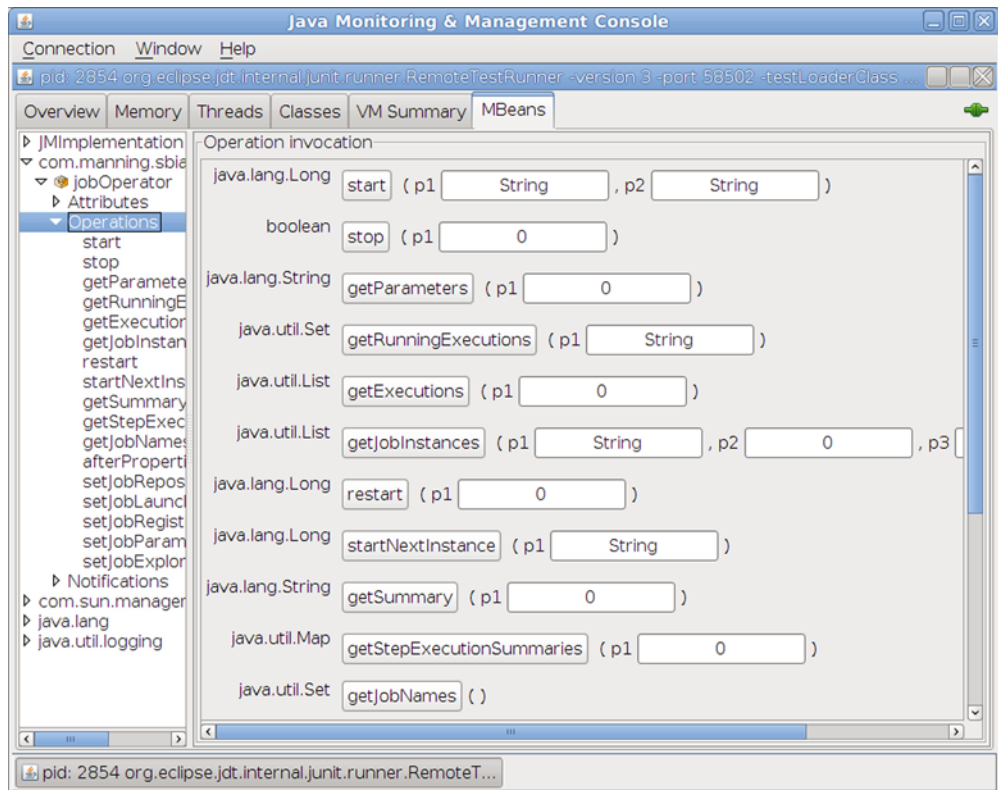 Java Monitoring & Management Console
Connection Window Help
pid: 2854 org.eclipse.jdt.internal.junit.runner.RemoteTestRunner -version 3 -port 58502 -testLoaderClass ...
Overview Memory Threads Classes VM Summary MBeans
JMImplementation
com.manning.sbia
jobOperator
Attributes
Operations
start
stop
getParamete
getRunningE
getExecution
getJobInstan
restart
startNextIns
getSummary
getStepExec
getJobNames
afterProperti
setJobRepos
setJobLauncl
setJobRegist
setJobParam
setJobExplor
Notifications
com.sun.manager
java.lang
java.util.logging
Operation invocation
java.lang.Long start ( p1 String , p2 String )
boolean stop ( p1 0 )
java.lang.String getParameters ( p1 0 )
java.util.Set getRunningExecutions ( p1 String )
java.util.List getExecutions ( p1 0 )
java.util.List getJobInstances ( p1 String , p2 0 , p3
java.lang.Long restart ( p1 0 )
java.lang.Long startNextInstance ( p1 String )
java.lang.String getSummary ( p1 0 )
java.util.Map getStepExecutionSummaries ( p1 0 )
java.util.Set getJobNames ( )
pid: 2854 org.eclipse.jdt.internal.junit.runner.RemoteT...